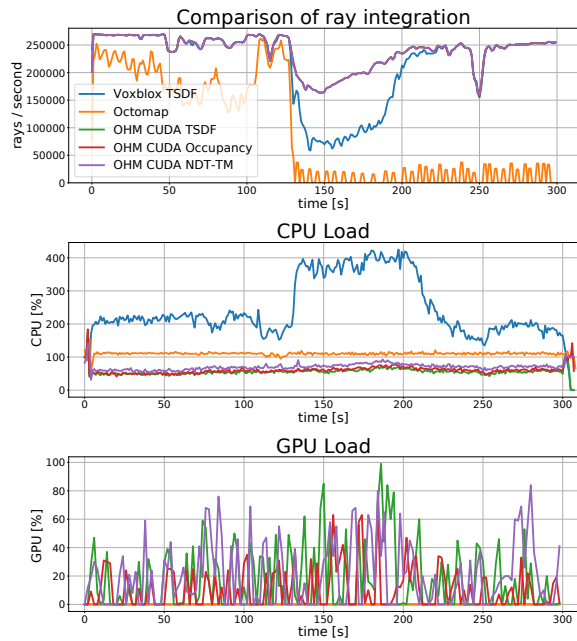 Comparison of ray integration
rays / second
250000
200000
150000
100000
50000
0
Voxblox TSDF
Octomap
OHM CUDA TSDF
OHM CUDA Occupancy
OHM CUDA NDT-TM
0 50 100 150 200 250 300
time [s]
CPU Load
CPU [%]
400
300
200
100
0
0 50 100 150 200 250 300
time [s]
GPU Load
GPU [%]
100
80
60
40
20
0
0 50 100 150 200 250 300
time [s]